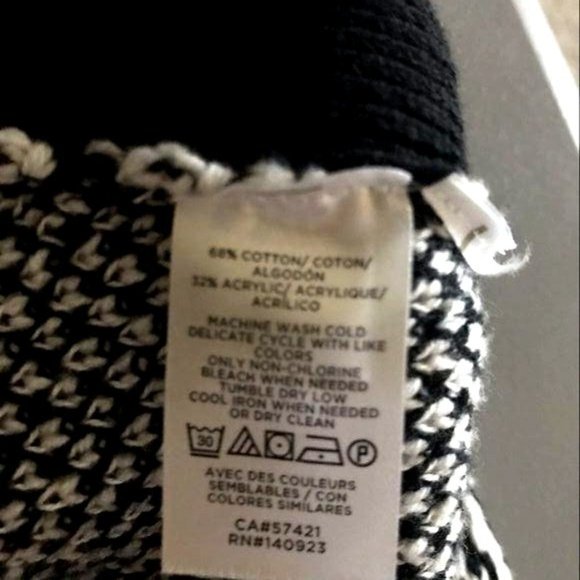 68% COTTON/ COTON/
ALGODÓN
32% ACRYLIC/ ACRYLIQUE/
ACRÍLICO
MACHINE WASH COLD
DELICATE CYCLE WITH LIKE
COLORS
ONLY NON-CHLORINE
BLEACH WHEN NEEDED
TUMBLE DRY LOW
COOL IRON WHEN NEEDED
OR DRY CLEAN
30 P
AVEC DES COULEURS
SEMBLABLES / CON
COLORES SIMILARES
CA#57421
RN#140923